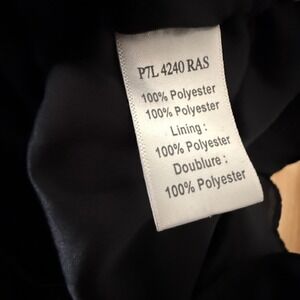 P7L 4240 RAS
100% Polyester
100% Polyester
Lining :
100% Polyester
Doublure :
100% Polyester